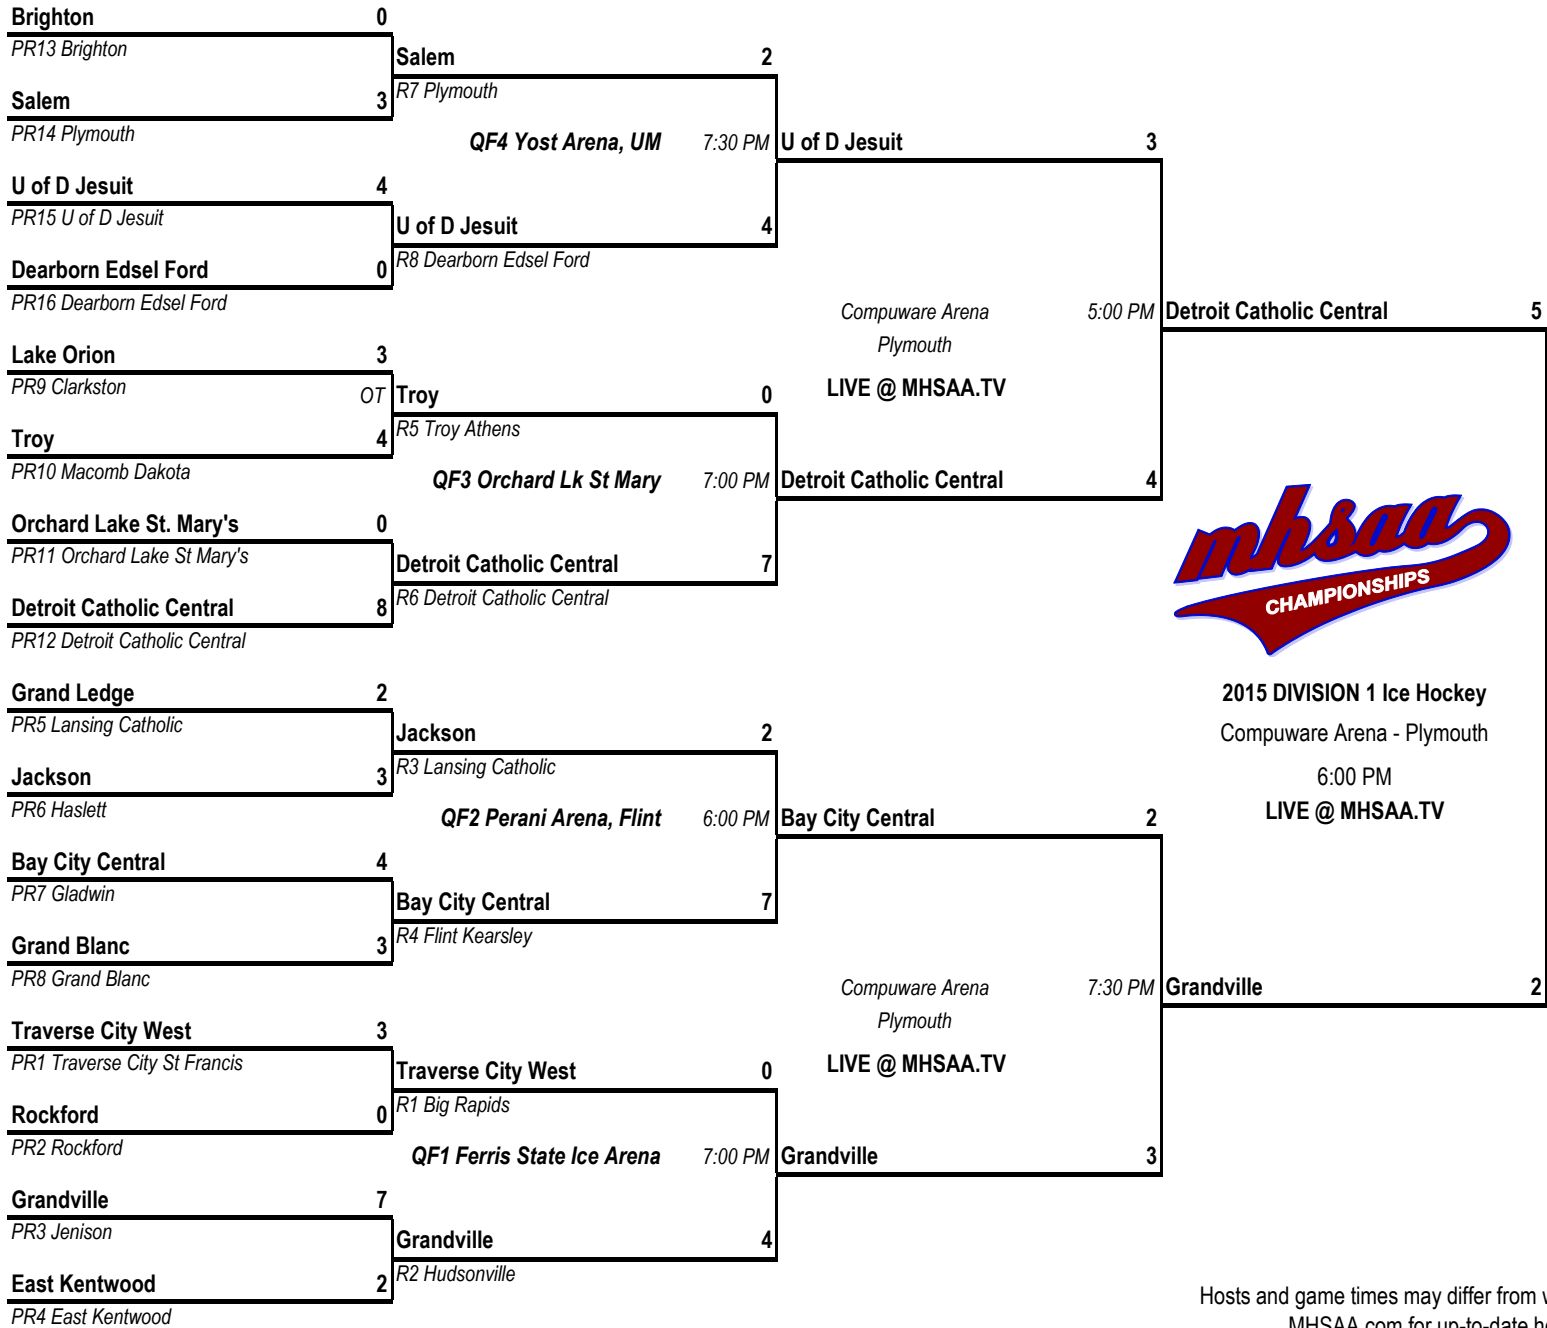 Brighton 0
PR13 Brighton
Salem 2
R7 Plymouth
Salem 3
PR14 Plymouth
QF4 Yost Arena, UM 7:30 PM U of D Jesuit 3
U of D Jesuit 4
PR15 U of D Jesuit
U of D Jesuit 4
R8 Dearborn Edsel Ford
Dearborn Edsel Ford 0
PR16 Dearborn Edsel Ford
Compuware Arena 5:00 PM Detroit Catholic Central 5
Plymouth
Lake Orion 3
PR9 Clarkston OT
LIVE @ MHSAA.TV
Troy 0
R5 Troy Athens
Troy 4
PR10 Macomb Dakota
QF3 Orchard Lk St Mary 7:00 PM Detroit Catholic Central 4
Orchard Lake St. Mary's 0
PR11 Orchard Lake St Mary's
Detroit Catholic Central 7
R6 Detroit Catholic Central
Detroit Catholic Central 8
PR12 Detroit Catholic Central
mhsaa
CHAMPIONSHIPS
2015 DIVISION 1 Ice Hockey
Compuware Arena - Plymouth
6:00 PM
LIVE @ MHSAA.TV
Grand Ledge 2
PR5 Lansing Catholic
Jackson 2
R3 Lansing Catholic
Jackson 3
PR6 Haslett
QF2 Perani Arena, Flint 6:00 PM Bay City Central 2
Bay City Central 4
PR7 Gladwin
Bay City Central 7
R4 Flint Kearsley
Grand Blanc 3
PR8 Grand Blanc
Compuware Arena 7:30 PM Grandville 2
Plymouth
LIVE @ MHSAA.TV
Traverse City West 3
PR1 Traverse City St Francis
Traverse City West 0
R1 Big Rapids
Rockford 0
PR2 Rockford
QF1 Ferris State Ice Arena 7:00 PM Grandville 3
Grandville 7
PR3 Jenison
Grandville 4
R2 Hudsonville
East Kentwood 2
PR4 East Kentwood
Hosts and game times may differ from
MHSAA.com for up-to-date